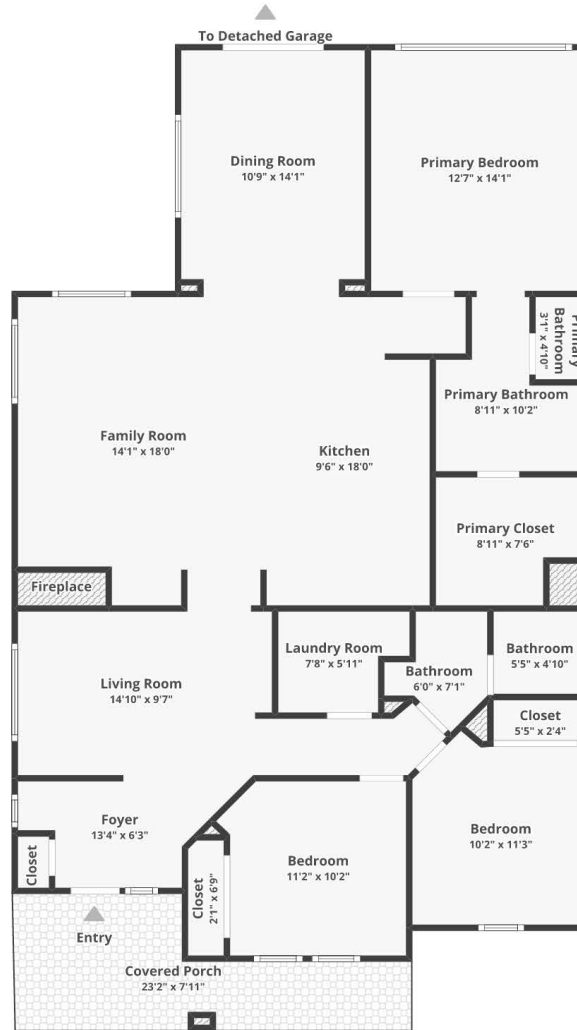 To Detached Garage
Dining Room
10'9" x 14'1"
Primary Bedroom
12'7" x 14'1"
Primary
Bathroom
3'1" x 4'10"
Primary Bathroom
8'11" x 10'2"
Family Room
14'1" x 18'0"
Kitchen
9'6" x 18'0"
Primary Closet
8'11" x 7'6"
Fireplace
Laundry Room
7'8" x 5'11"
Bathroom
6'0" x 7'1"
Bathroom
5'5" x 4'10"
Living Room
14'10" x 9'7"
Closet
5'5" x 2'4"
Foyer
13'4" x 6'3"
Closet
Bedroom
11'2" x 10'2"
Bedroom
10'2" x 11'3"
Closet
2'1" x 6'9"
Entry
Covered Porch
23'2" x 7'11"